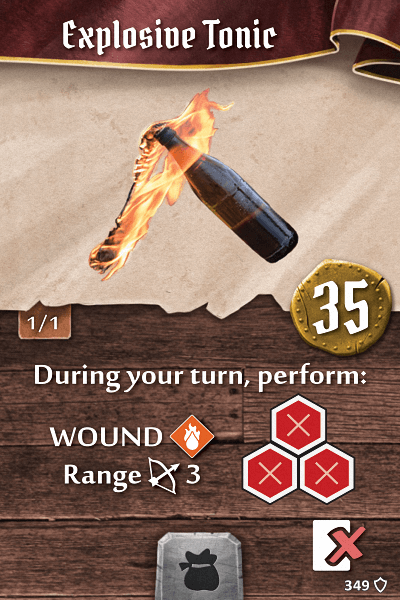 Explosive Tonic
35
1/1
During your turn, perform:
WOUND
Range 3
349